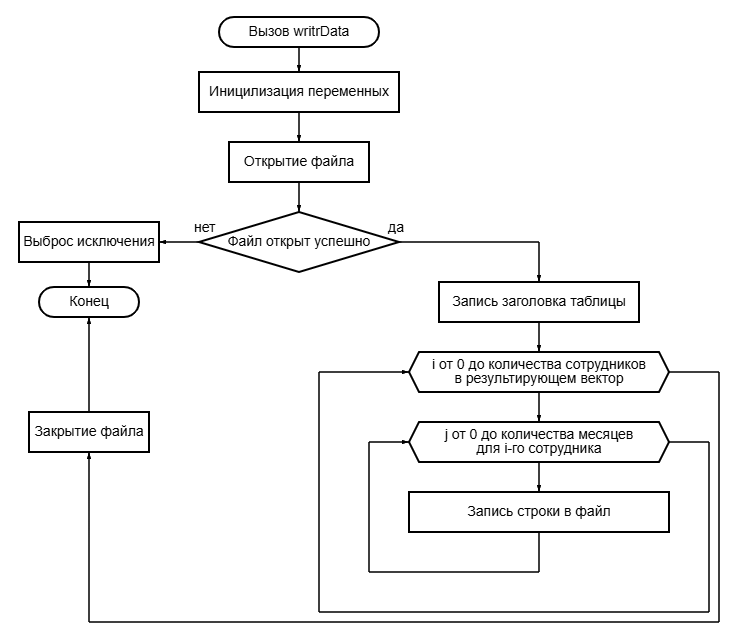 Вызов writrData
Иницилизация переменных
Открытие файла
нет
Файл открыт успешно
да
Выброс исключения
Конец
Запись заголовка таблицы
i от 0 до количества сотрудников
в результирующем вектор
Закрытие файла
j от 0 до количества месяцев
для i-го сотрудника
Запись строки в файл